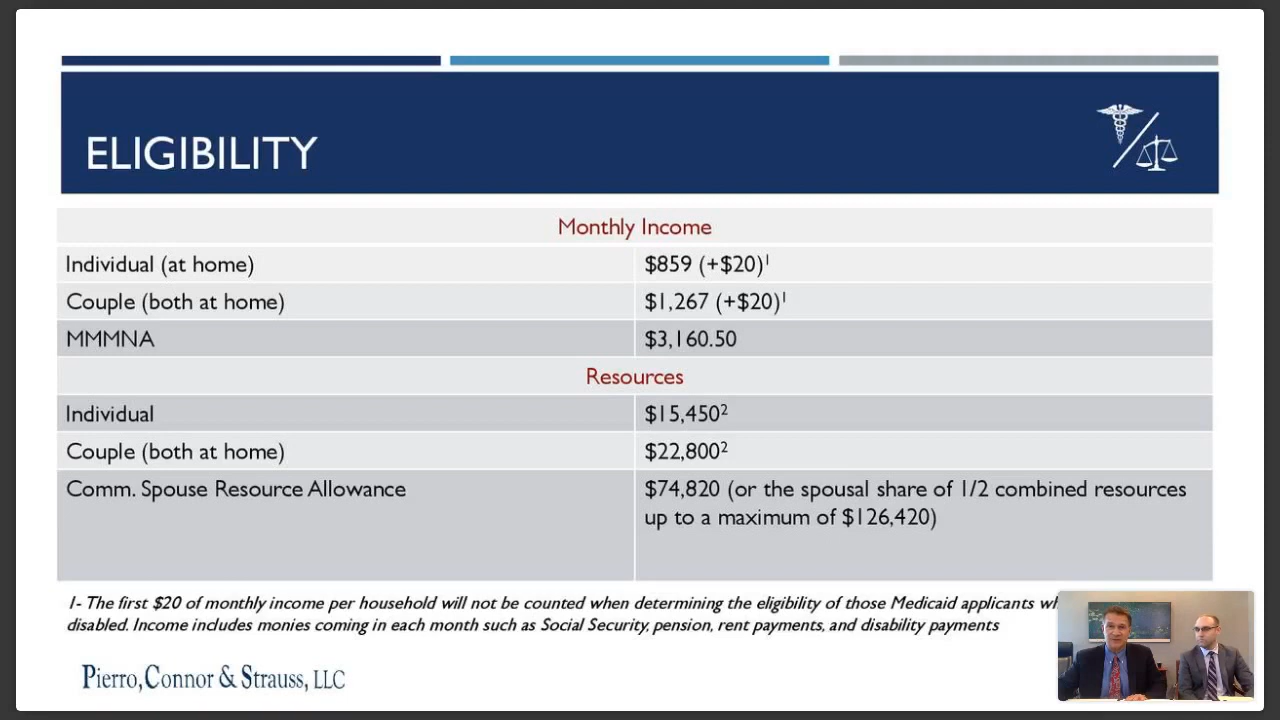 ELIGIBILITY
Monthly Income
Individual (at home) $859 (+$20)¹
Couple (both at home) $1,267 (+$20)¹
MMMNA $3,160.50
Resources
Individual $15,450²
Couple (both at home) $22,800²
Comm. Spouse Resource Allowance $74,820 (or the spousal share of 1/2 combined resources
up to a maximum of $126,420)
1- The first $20 of monthly income per household will not be counted when determining the eligibility of those Medicaid applicants
disabled. Income includes monies coming in each month such as Social Security, pension, rent payments, and disability payments
Pierro, Connor & Strauss, LLC